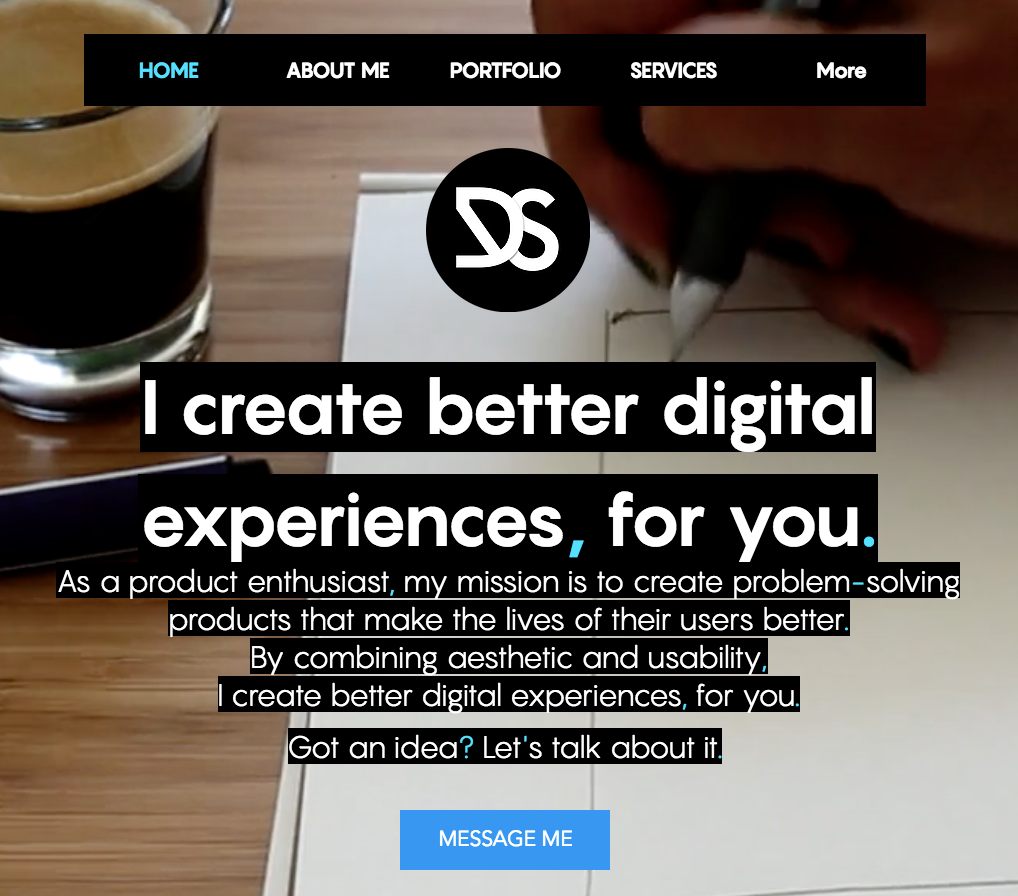 HOME ABOUT ME PORTFOLIO SERVICES More
DS
I create better digital
experiences, for you.
As a product enthusiast, my mission is to create problem-solving
products that make the lives of their users better.
By combining aesthetic and usability,
I create better digital experiences, for you.
Got an idea? Let's talk about it.
MESSAGE ME